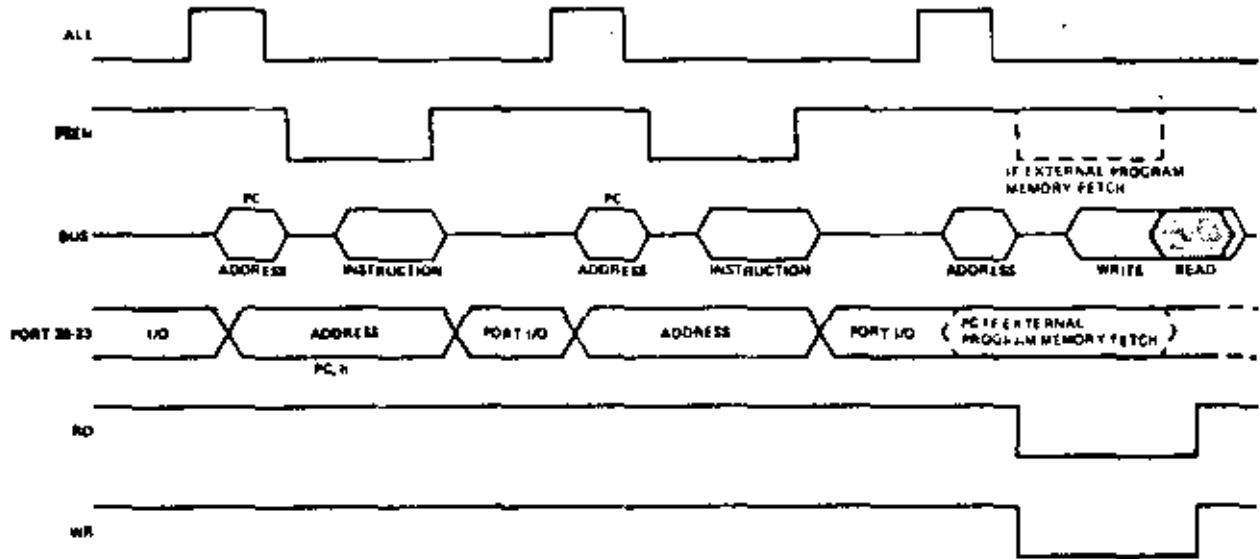 ALE
PSEN
IF EXTERNAL PROGRAM
MEMORY FETCH
PC
PC
BUS
ADDRESS
INSTRUCTION
ADDRESS
INSTRUCTION
ADDRESS
WRITE
READ
PORT 20-23
I/O
ADDRESS
PORT I/O
ADDRESS
PORT I/O
PC IF EXTERNAL
PROGRAM MEMORY FETCH
PC, H
RD
WR